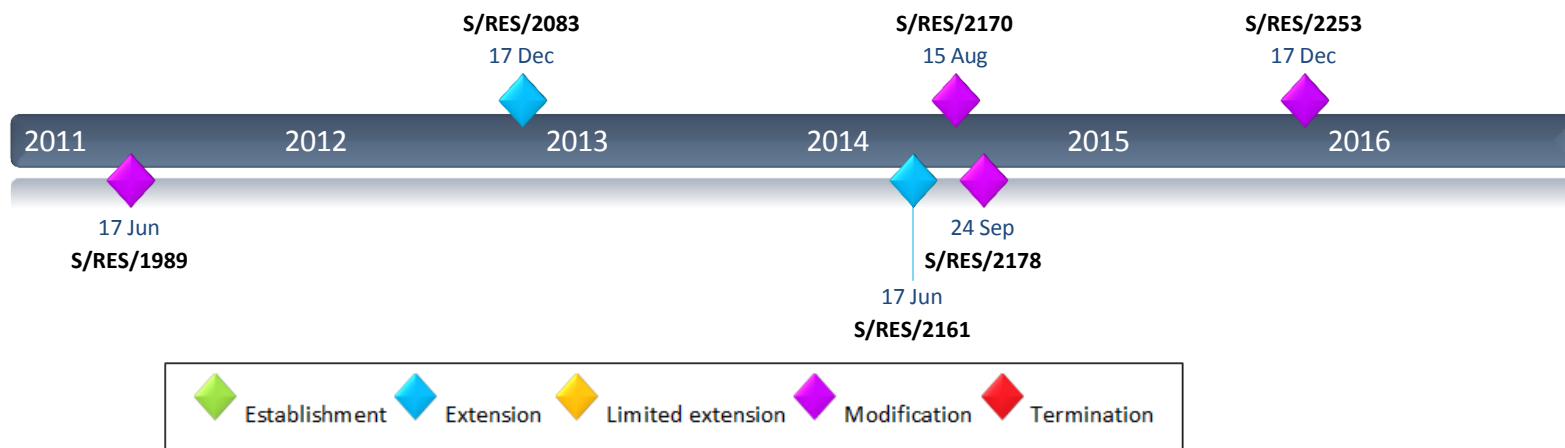 S/RES/2083 S/RES/2170 S/RES/2253
17 Dec 15 Aug 17 Dec
2011 2012 2013 2014 2015 2016
17 Jun 24 Sep
S/RES/1989 S/RES/2178
17 Jun
S/RES/2161
Establishment Extension Limited extension Modification Termination